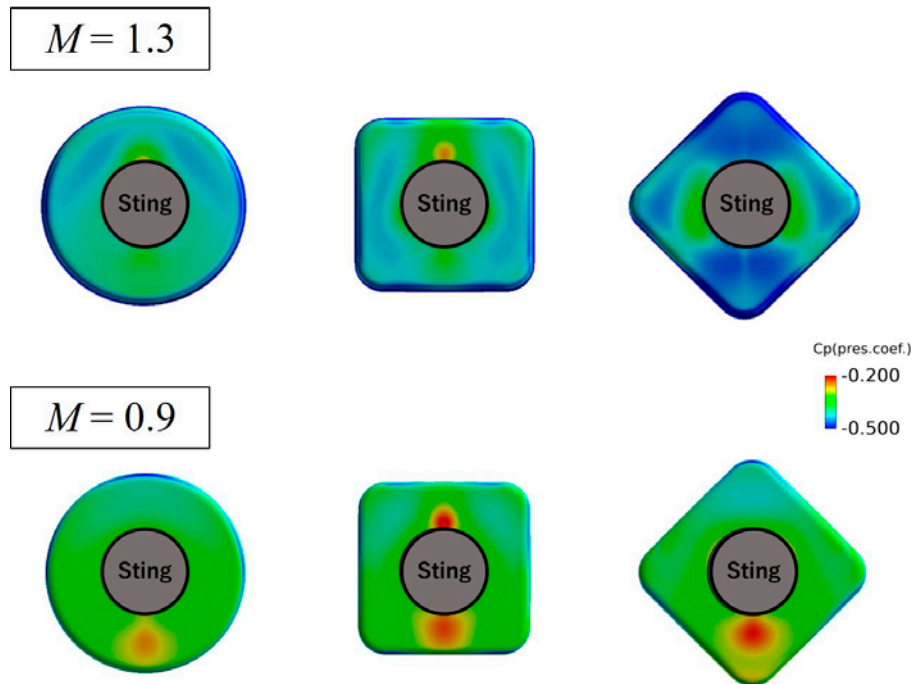 M = 1.3
Sting
Sting
Sting
Cp(pres.coef.)
-0.200
-0.500
M = 0.9
Sting
Sting
Sting